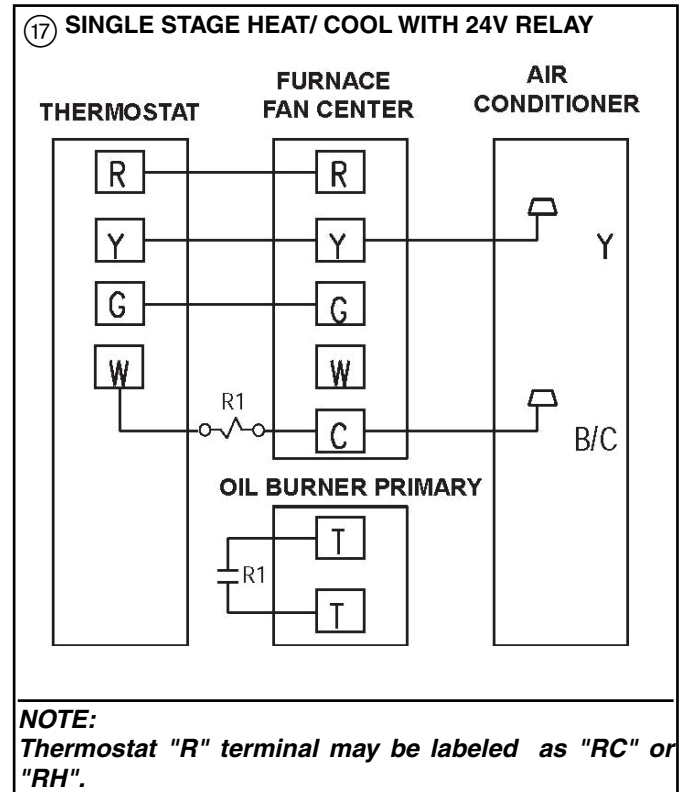 17 SINGLE STAGE HEAT/ COOL WITH 24V RELAY
THERMOSTAT
FURNACE
FAN CENTER
AIR
CONDITIONER
R
R
Y
Y
Y
G
G
W
W
R1
C
B/C
OIL BURNER PRIMARY
T
R1
T
NOTE:
Thermostat "R" terminal may be labeled as "RC" or
"RH".